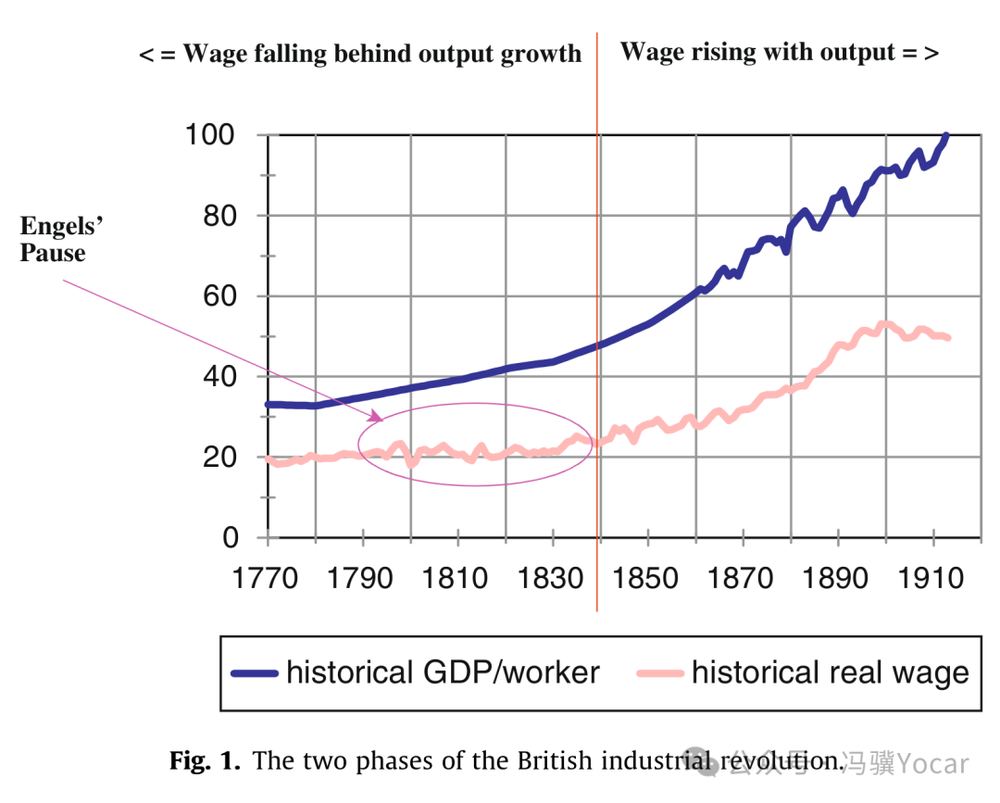 < = Wage falling behind output growth
Wage rising with output = >
100
80
60
40
20
0
Engels’
Pause
1770 1790 1810 1830 1850 1870 1890 1910
historical GDP/worker historical real wage
Fig. 1. The two phases of the British industrial revolution.
公众号 · 冯骥Yocar